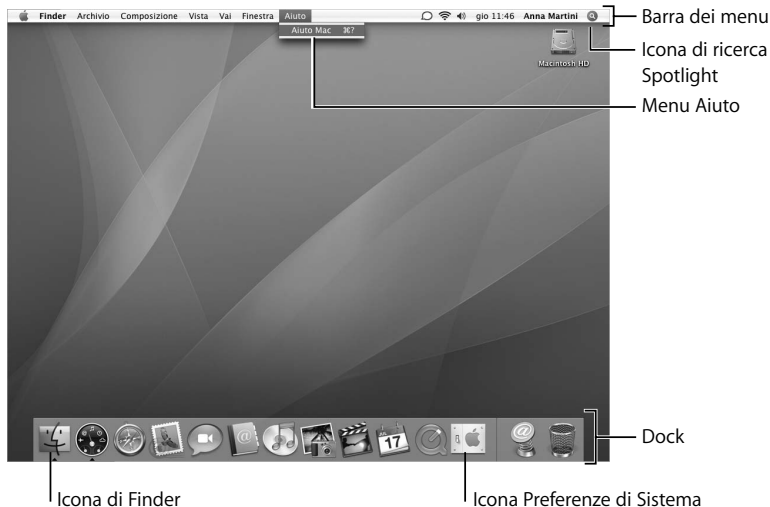 Finder Archivio Composizione Vista Vai Finestra Aiuto gio 11:46 Anna Martini
Aiuto Mac ⌘?
Macintosh HD
Barra dei menu
Icona di ricerca
Spotlight
Menu Aiuto
17
Dock
Icona di Finder
Icona Preferenze di Sistema